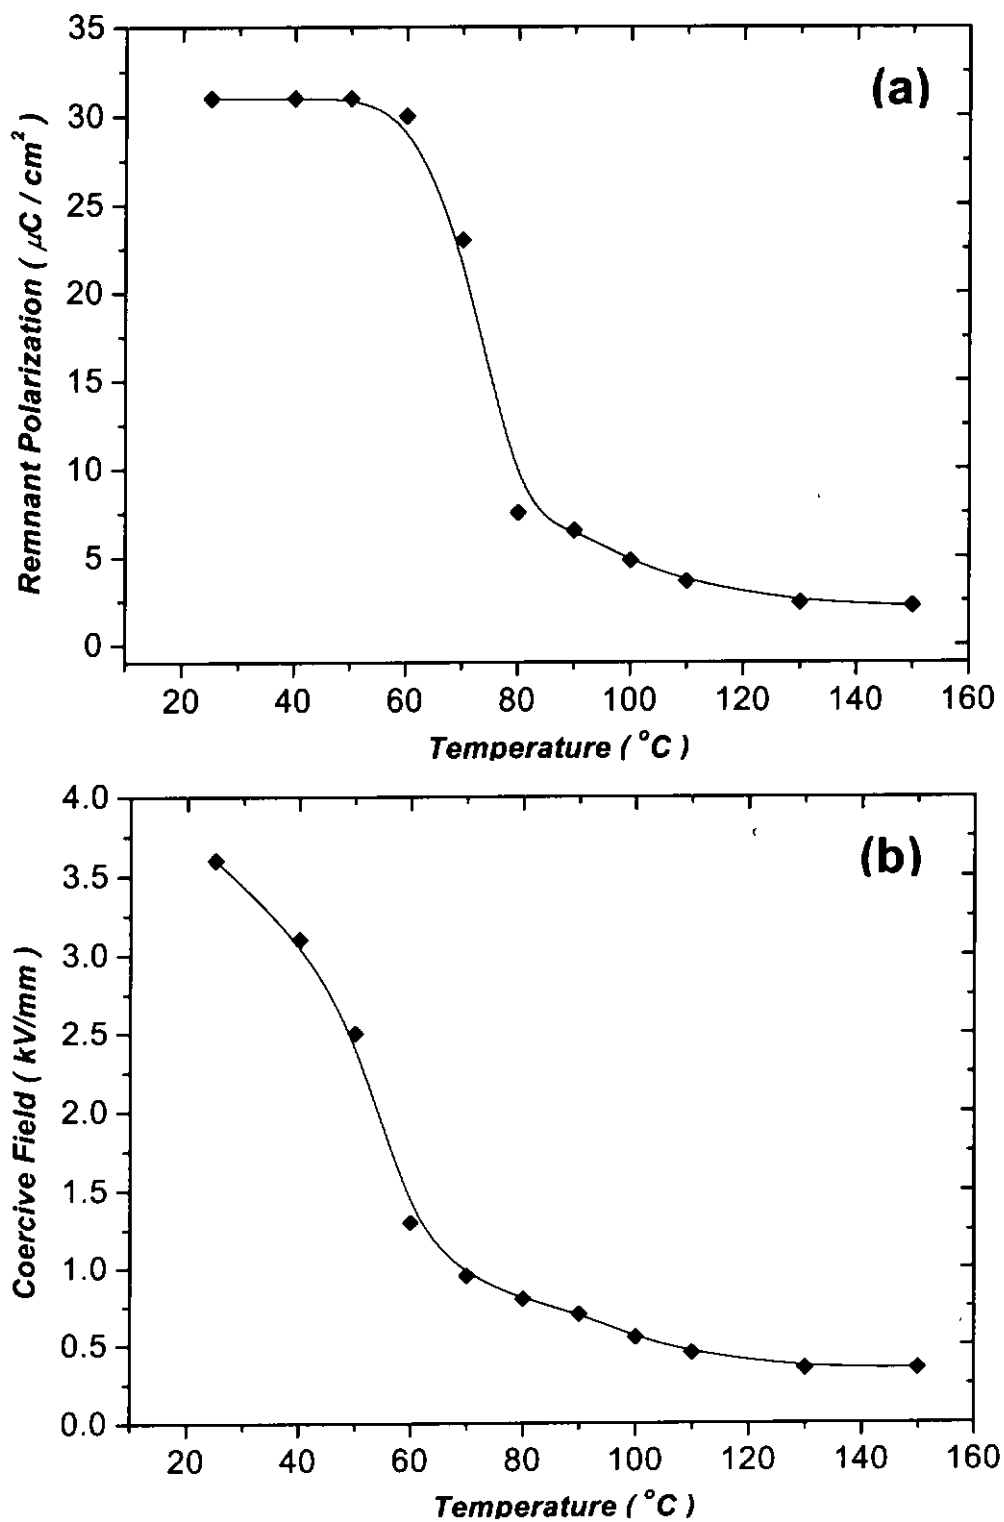 (a)
Remnant Polarization ( μC / cm²)
35
30
25
20
15
10
5
0
20 40 60 80 100 120 140 160
Temperature ( °C )
(b)
Coercive Field ( kV/mm )
4.0
3.5
3.0
2.5
2.0
1.5
1.0
0.5
0.0
20 40 60 80 100 120 140 160
Temperature ( °C )